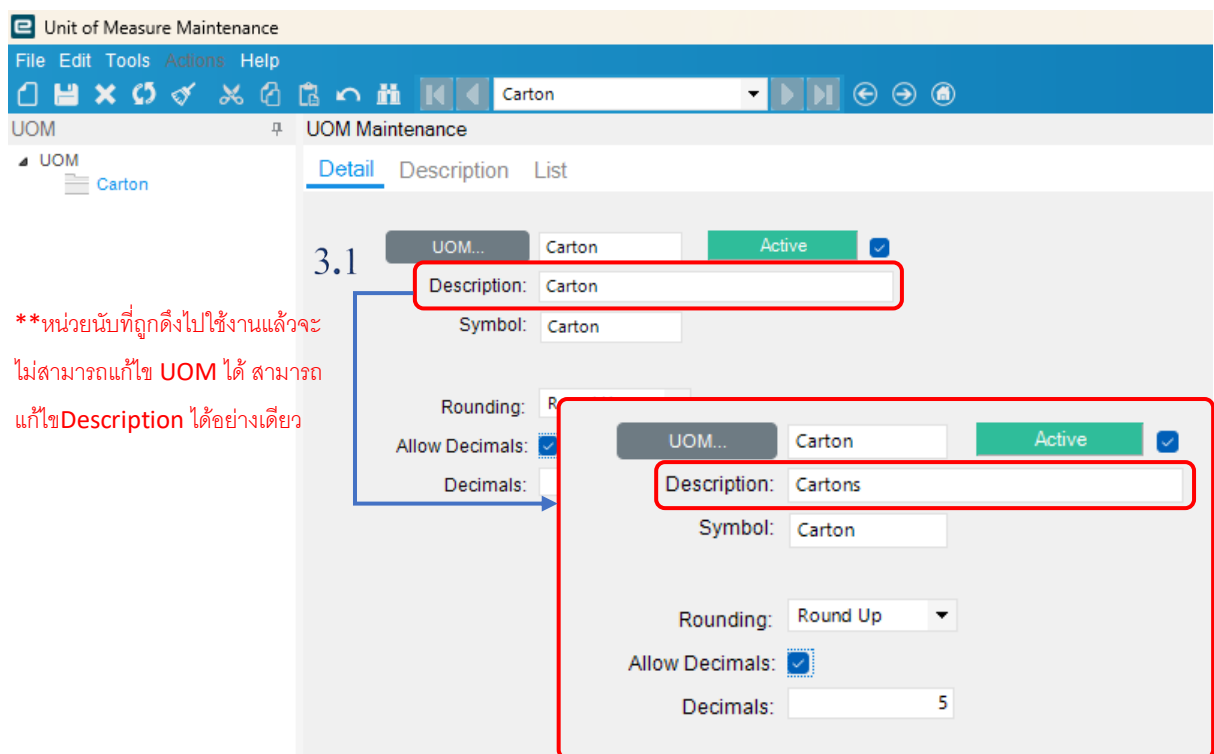 Unit of Measure Maintenance
File Edit Tools Actions Help
Carton
UOM
UOM Maintenance
UOM
Carton
Detail Description List
3.1
UOM... Carton Active
Description: Carton
Symbol: Carton
**หน่วยนับที่ถูกดึงไปใช้งานแล้วจะ
ไม่สามารถแก้ไข UOM ได้ สามารถ
แก้ไขDescription ได้อย่างเดียว
Rounding:
Allow Decimals:
Decimals:
UOM... Carton Active
Description: Cartons
Symbol: Carton
Rounding: Round Up
Allow Decimals:
Decimals: 5